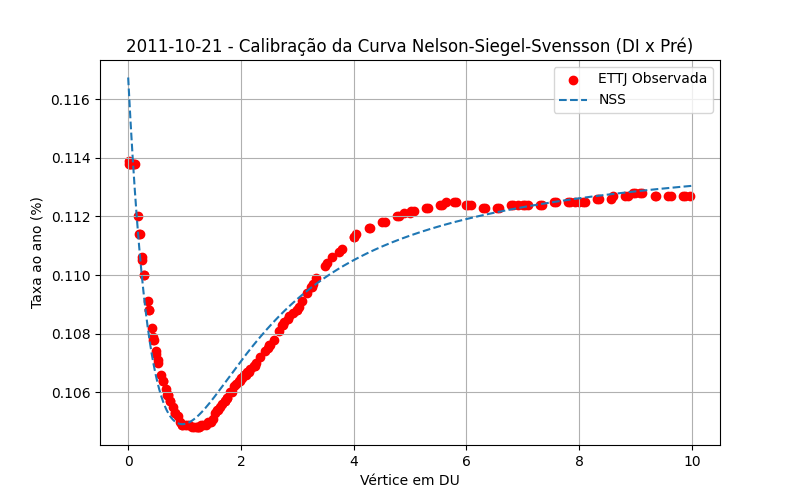 2011-10-21 - Calibração da Curva Nelson-Siegel-Svensson (DI x Pré)
ETTJ Observada
NSS
Taxa ao ano (%)
0.116
0.114
0.112
0.110
0.108
0.106
0 2 4 6 8 10
Vértice em DU